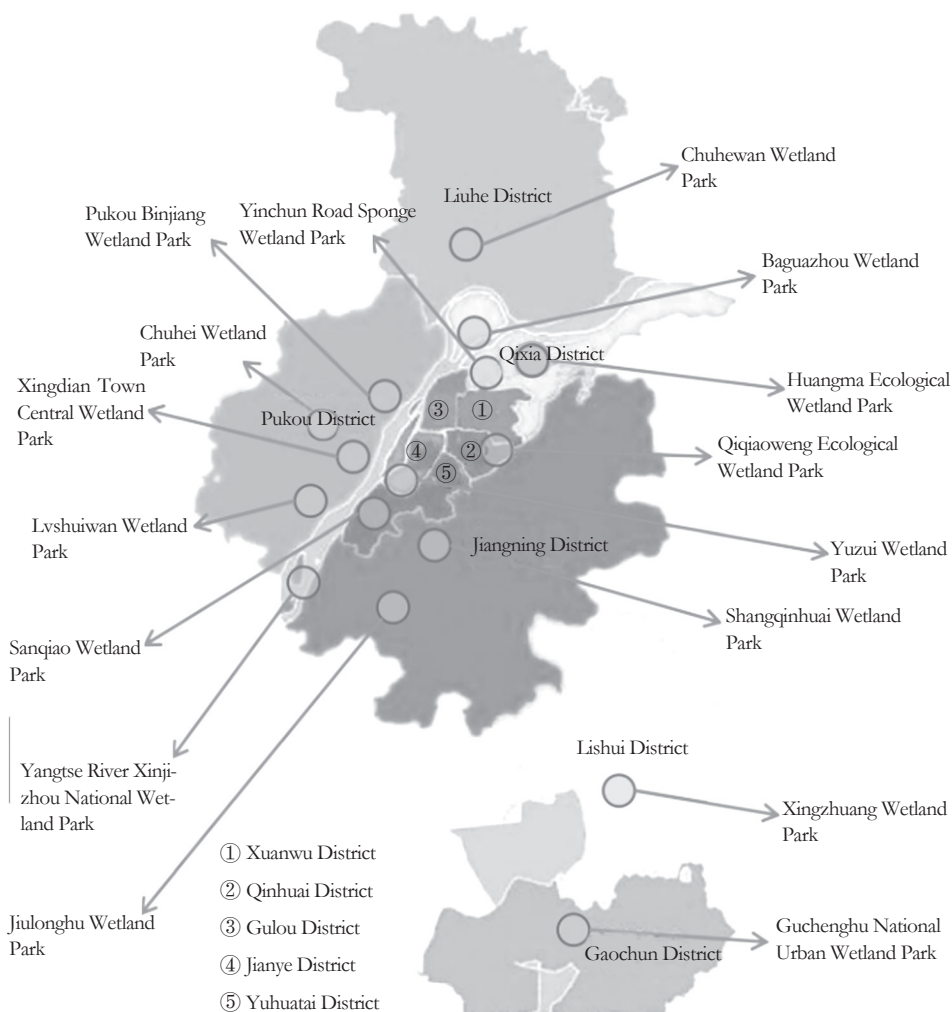 Chuhewan Wetland
Park
Liuhe District
Yinchun Road Sponge
Wetland Park
Pukou Binjiang
Wetland Park
Baguazhou Wetland
Park
Chuhei Wetland
Park
Qixia District
Huangma Ecological
Wetland Park
Xingdian Town
Central Wetland
Park
Pukou District
③
①
Qiqiaoweng Ecological
Wetland Park
④
②
⑤
Lvshuiwan Wetland
Park
Jiangning District
Yuzui Wetland
Park
Shangqinhuai Wetland
Park
Sanqiao Wetland
Park
Lishui District
Yangtse River Xinji-
zhou National Wet-
land Park
Xingzhuang Wetland
Park
① Xuanwu District
② Qinhuai District
③ Gulou District
④ Jianye District
⑤ Yuhuatai District
Jiulonghu Wetland
Park
Gaochun District
Guchenghu National
Urban Wetland Park